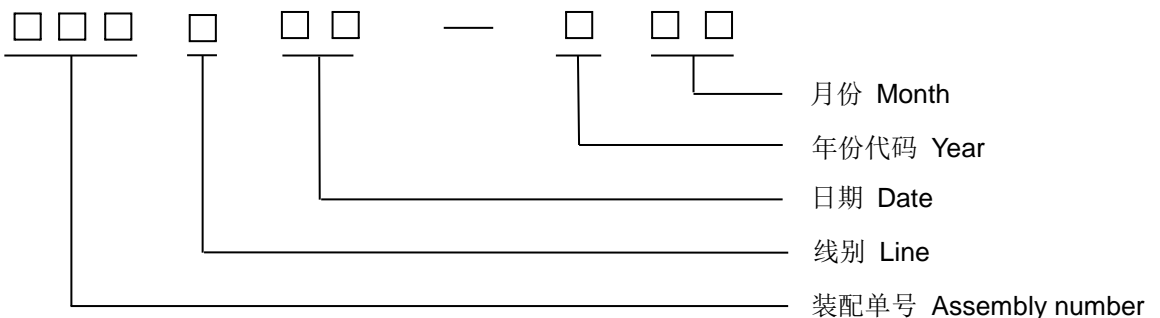 □□□ □ □□ — □ □□
月份 Month
年份代码 Year
日期 Date
线别 Line
装配单号 Assembly number